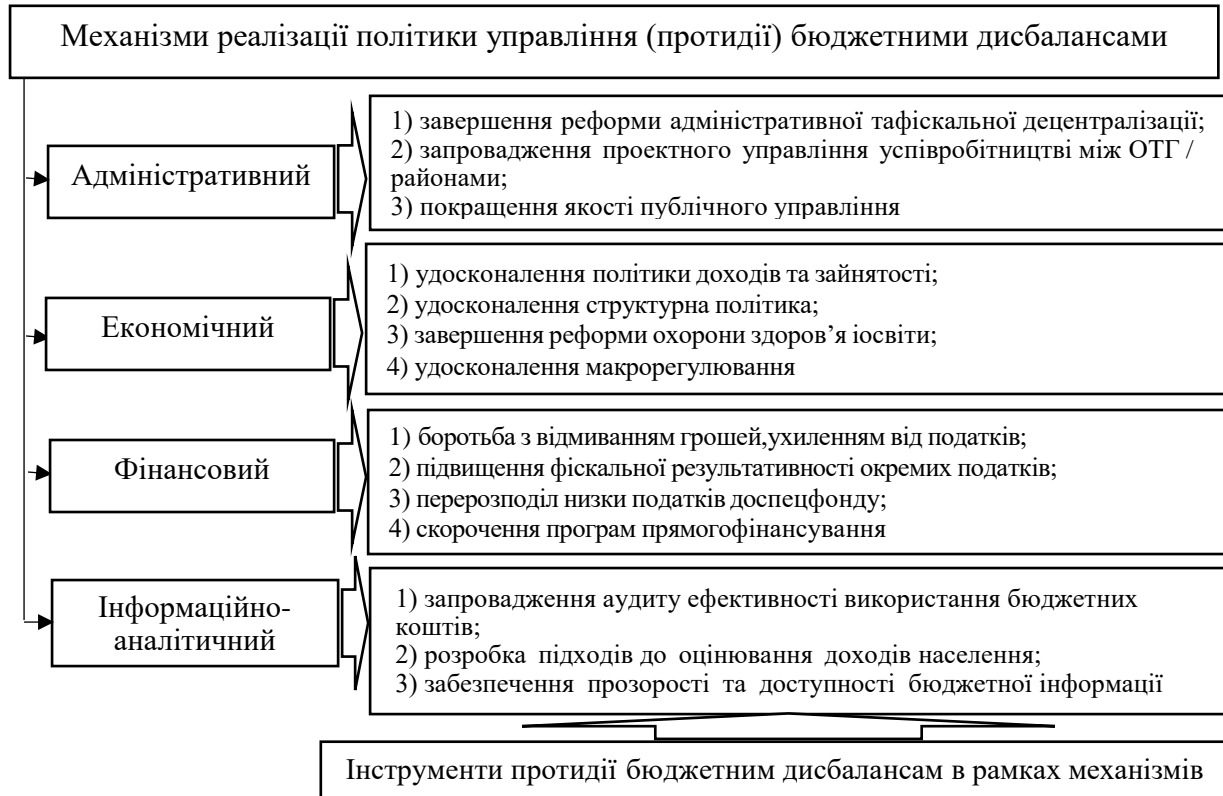 Механізми реалізації політики управління (протидії) бюджетними дисбалансами
Адміністративний
1) завершення реформи адміністративної тафіскальної децентралізації;
2) запровадження проектного управління успівробітництві між ОТГ /
районами;
3) покращення якості публічного управління
Економічний
1) удосконалення політики доходів та зайнятості;
2) удосконалення структурна політика;
3) завершення реформи охорони здоров’я іосвіти;
4) удосконалення макрорегулювання
Фінансовий
1) боротьба з відмиванням грошей,ухиленням від податків;
2) підвищення фіскальної результативності окремих податків;
3) перерозподіл низки податків доспецфонду;
4) скорочення програм прямогофінансування
Інформаційно-
аналітичний
1) запровадження аудиту ефективності використання бюджетних
коштів;
2) розробка підходів до оцінювання доходів населення;
3) забезпечення прозорості та доступності бюджетної інформації
Інструменти протидії бюджетним дисбалансам в рамках механізмів